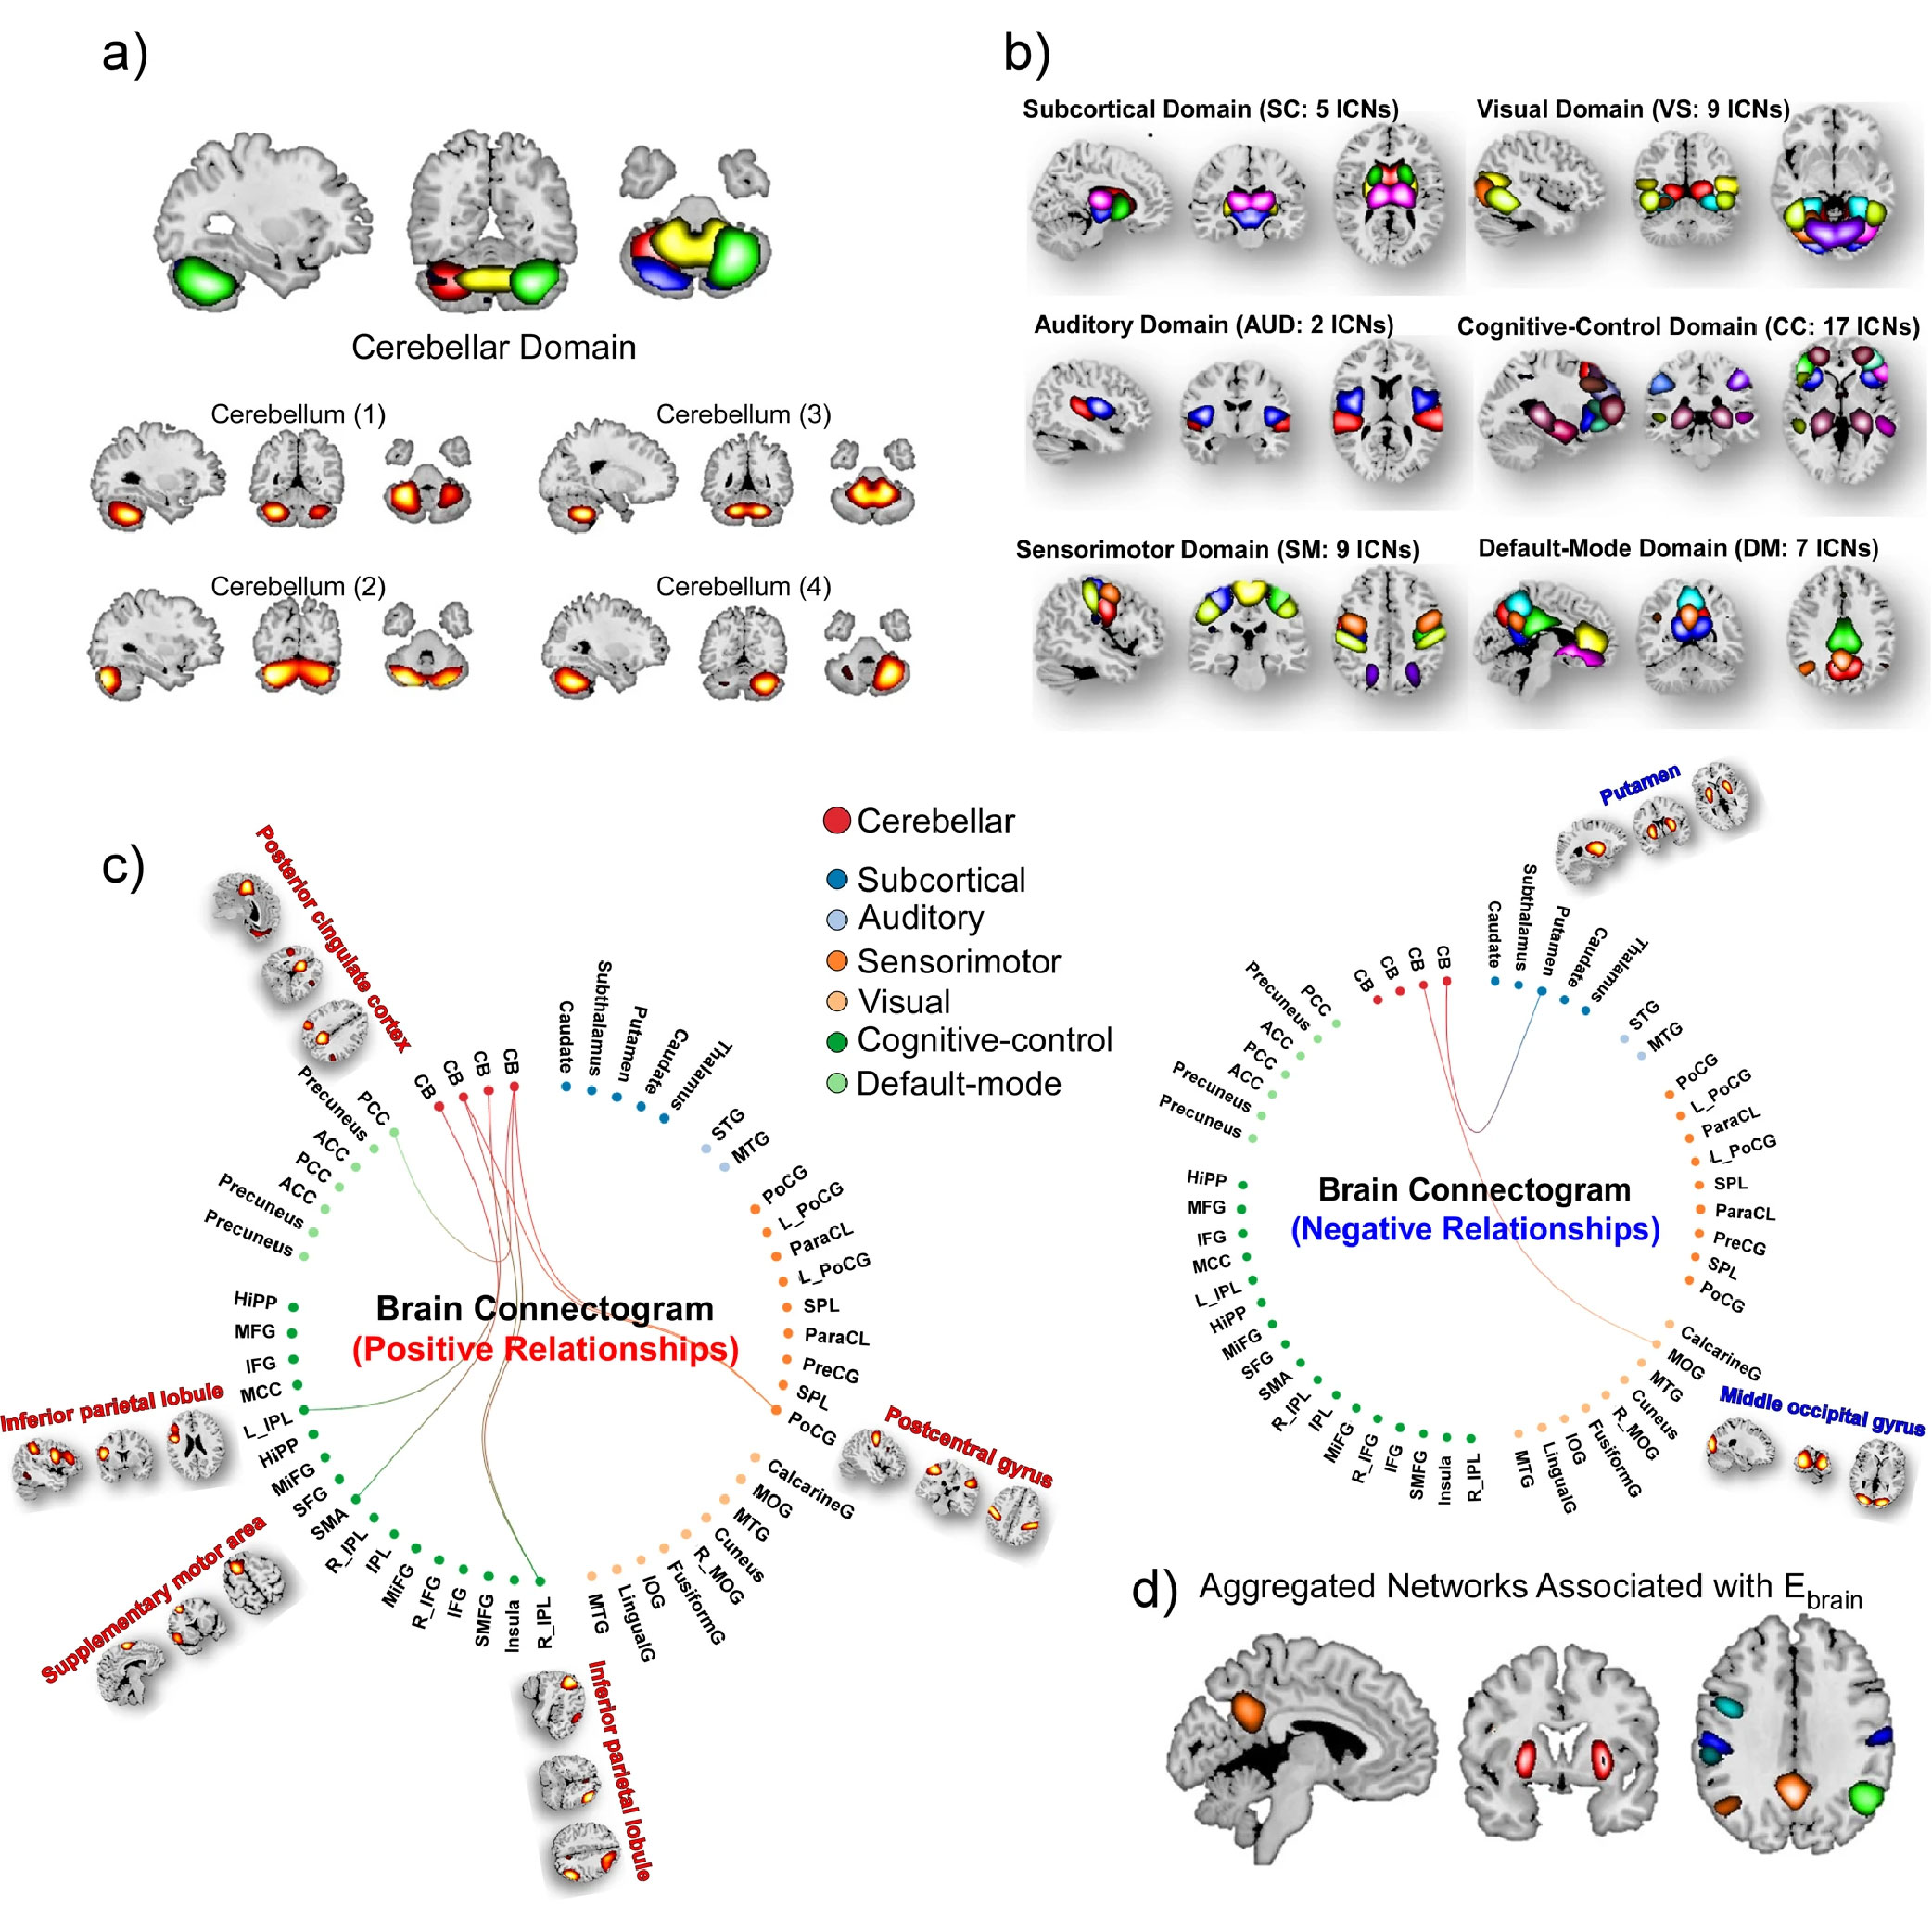 a)
Cerebellar Domain
Cerebellum (1)
Cerebellum (3)
Cerebellum (2)
Cerebellum (4)
b)
Subcortical Domain (SC: 5 ICNs)
Visual Domain (VS: 9 ICNs)
Auditory Domain (AUD: 2 ICNs)
Cognitive-Control Domain (CC: 17 ICNs)
Sensorimotor Domain (SM: 9 ICNs)
Default-Mode Domain (DM: 7 ICNs)
c)
Cerebellar
Subcortical
Auditory
Sensorimotor
Visual
Cognitive-control
Default-mode
Brain Connectogram
(Positive Relationships)
CB
CB
CB
CB
Caudate
Subthalamus
Putamen
Caudate
Thalamus
STG
MTG
PoCG
L_PoCG
ParaCL
L_PoCG
SPL
ParaCL
PreCG
SPL
PoCG
CalcarineG
MOG
MTG
Cuneus
R_MOG
FusiformG
IOG
LingualG
MTG
R_IPL
Insula
SMFG
IFG
R_IFG
MiFG
IPL
R_IPL
SMA
SFG
MiFG
HiPP
L_IPL
MCC
IFG
MFG
HiPP
Precuneus
Precuneus
ACC
PCC
ACC
Precuneus
PCC
Posterior cingulate cortex
Inferior parietal lobule
Supplementary motor area
Inferior parietal lobule
Postcentral gyrus
Brain Connectogram
(Negative Relationships)
CB
CB
CB
CB
Caudate
Subthalamus
Putamen
Caudate
Thalamus
STG
MTG
PoCG
L_PoCG
ParaCL
L_PoCG
SPL
ParaCL
PreCG
SPL
PoCG
CalcarineG
MOG
MTG
Cuneus
R_MOG
FusiformG
IOG
LingualG
MTG
R_IPL
Insula
SMFG
IFG
R_IFG
MiFG
IPL
R_IPL
SMA
SFG
MiFG
HiPP
L_IPL
MCC
IFG
MFG
HiPP
Precuneus
Precuneus
ACC
PCC
ACC
Precuneus
PCC
Putamen
Middle occipital gyrus
d) Aggregated Networks Associated with Ebrain